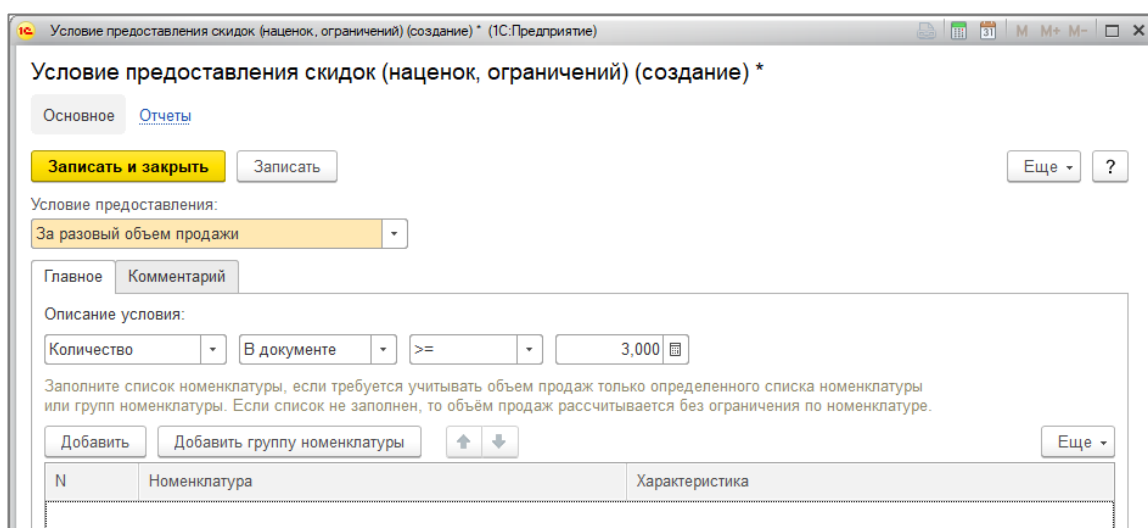 1С Условие предоставления скидок (наценок, ограничений) (создание) * (1С:Предприятие) 31 M M+ M-
Условие предоставления скидок (наценок, ограничений) (создание) *
Основное Отчеты
Записать и закрыть Записать Еще ?
Условие предоставления:
За разовый объем продажи
Главное Комментарий
Описание условия:
Количество В документе >= 3,000
Заполните список номенклатуры, если требуется учитывать объем продаж только определенного списка номенклатуры
или групп номенклатуры. Если список не заполнен, то объём продаж рассчитывается без ограничения по номенклатуре.
Добавить Добавить группу номенклатуры Еще
N Номенклатура Характеристика